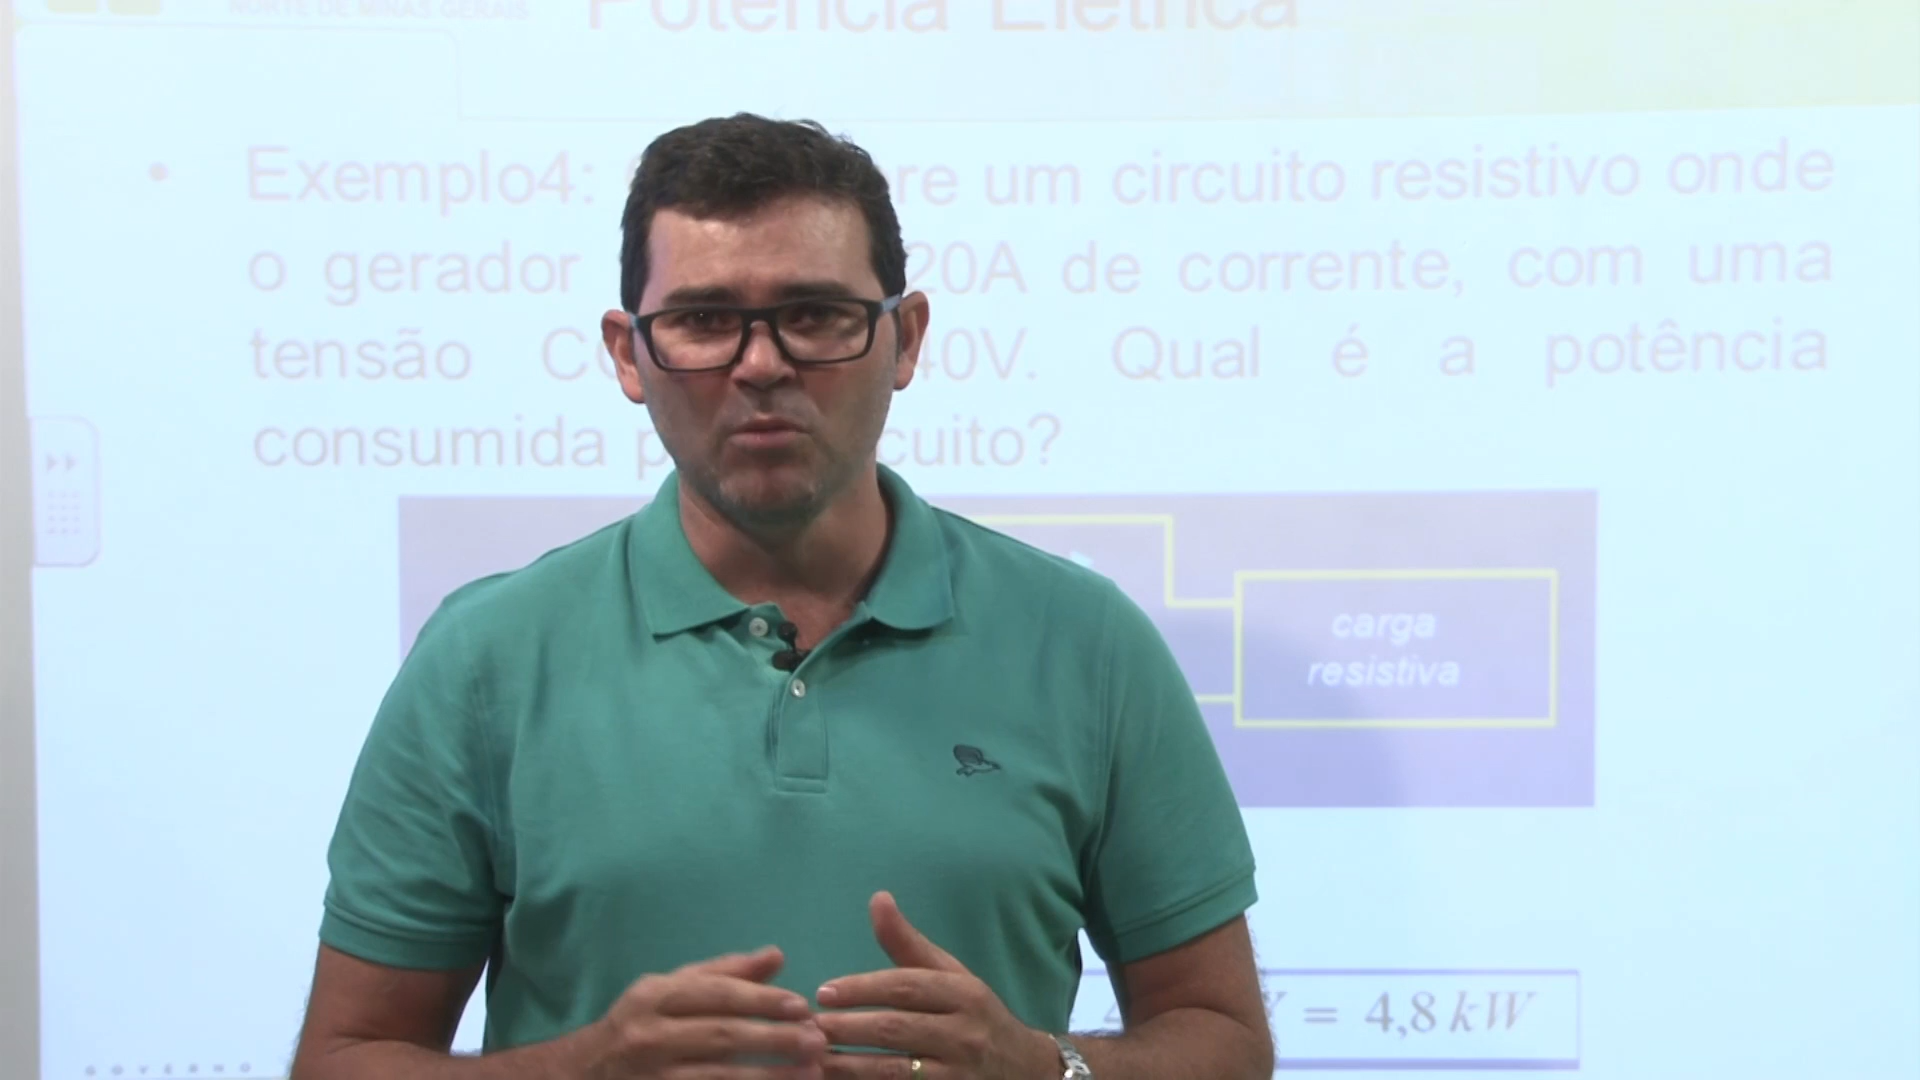 NORTE DE MINAS GERAIS
Potência Elétrica
• Exemplo4: re um circuito resistivo onde
o gerador 20A de corrente, com uma
tensão 40V. Qual é a potência
consumida cuito?
carga
resistiva
= 4,8 kW
GOVERNO